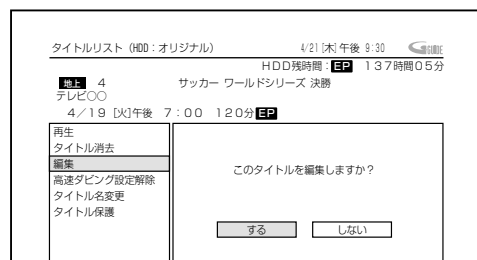 タイトルリスト（HDD：オリジナル） 4/21[木]午後 9:30 GGUIDE
HDD残時間：EP 137時間05分
地上 4 サッカー ワールドシリーズ 決勝
テレビ○○
4／19 [火]午後 7：00 120分EP
再生
タイトル消去
編集
高速ダビング設定解除
タイトル名変更
タイトル保護
このタイトルを編集しますか？
する しない